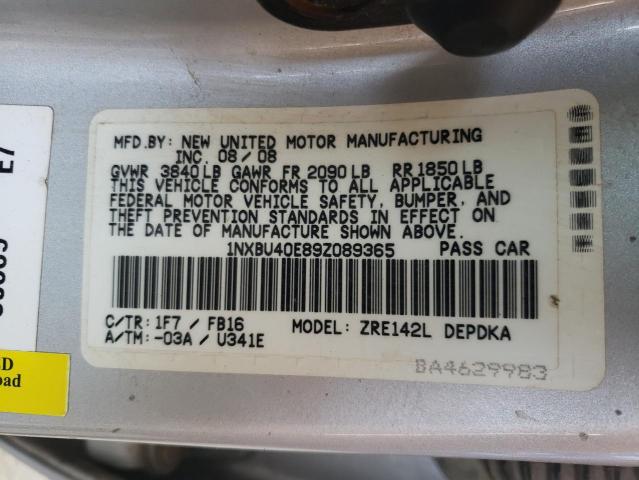 MFD.BY: NEW UNITED MOTOR MANUFACTURING
INC. 08/08
GVWR 3840LB GAWR FR 2090LB RR1850LB
THIS VEHICLE CONFORMS TO ALL APPLICABLE
FEDERAL MOTOR VEHICLE SAFETY, BUMPER, AND
THEFT PREVENTION STANDARDS IN EFFECT ON
THE DATE OF MANUFACTURE SHOWN ABOVE.
1NXBU40E89Z089365 PASS CAR
C/TR: 1F7 / FB16 MODEL: ZRE142L DEPDKA
A/TM: -03A / U341E
BA4629983
E7